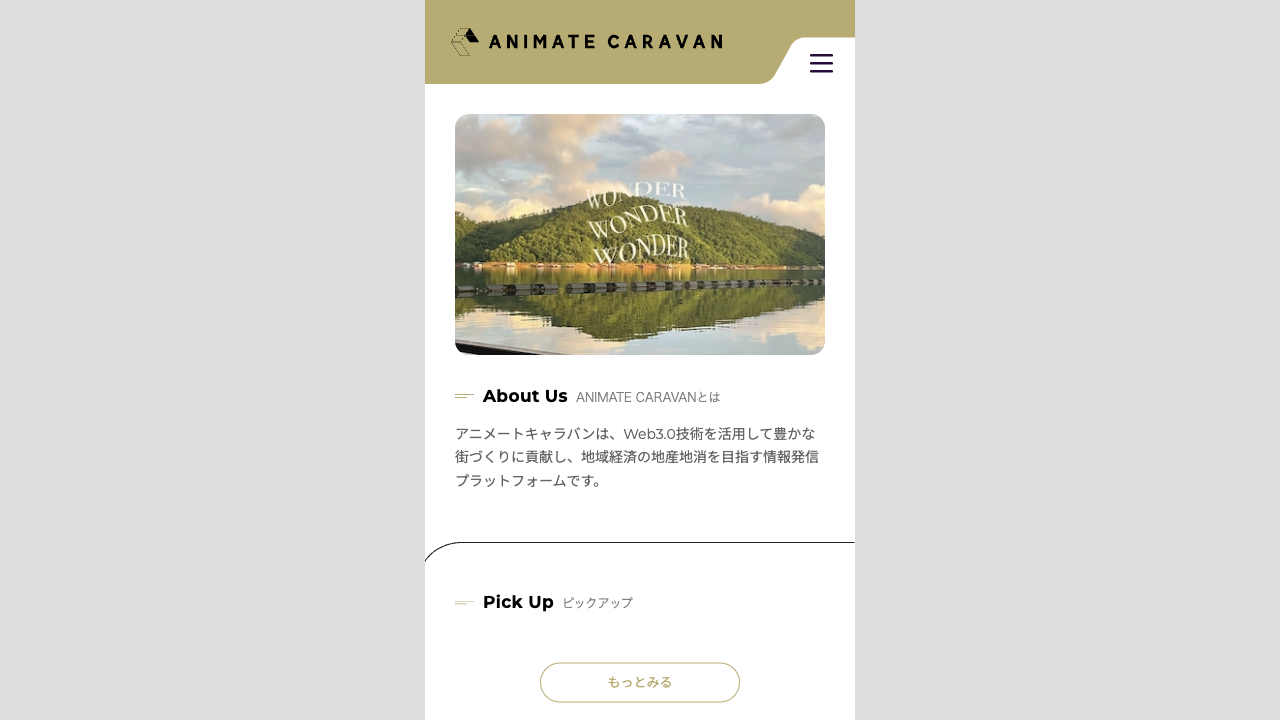 ANIMATE CARAVAN
WONDER
WONDER
WONDER
About Us ANIMATE CARAVANとは
アニメートキャラバンは、Web3.0技術を活用して豊かな
街づくりに貢献し、地域経済の地産地消を目指す情報発信
プラットフォームです。
Pick Up ピックアップ
もっとみる